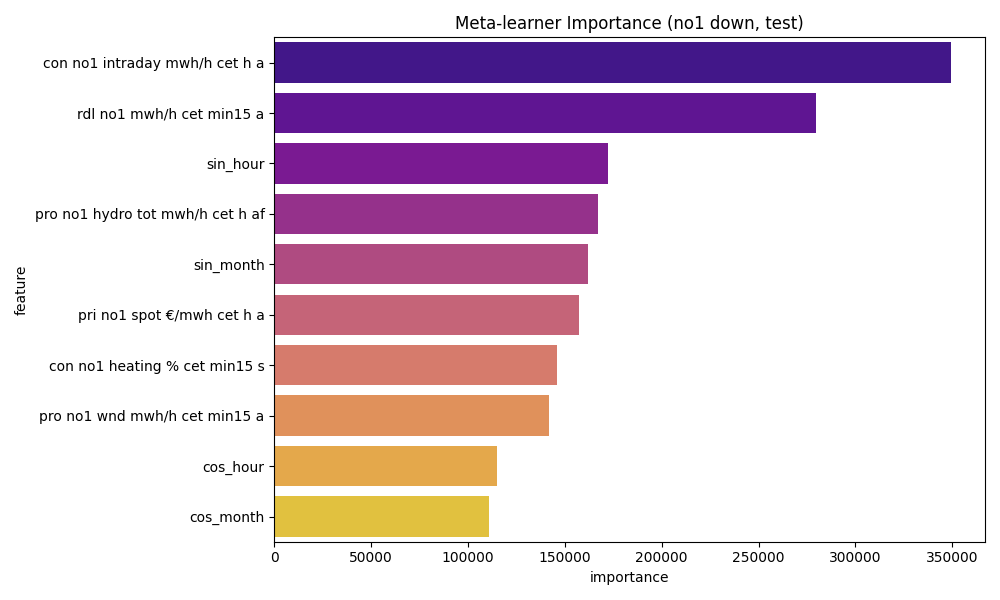 Meta-learner Importance (no1 down, test)
feature
con no1 intraday mwh/h cet h a
rdl no1 mwh/h cet min15 a
sin_hour
pro no1 hydro tot mwh/h cet h af
sin_month
pri no1 spot €/mwh cet h a
con no1 heating % cet min15 s
pro no1 wnd mwh/h cet min15 a
cos_hour
cos_month
0 50000 100000 150000 200000 250000 300000 350000
importance